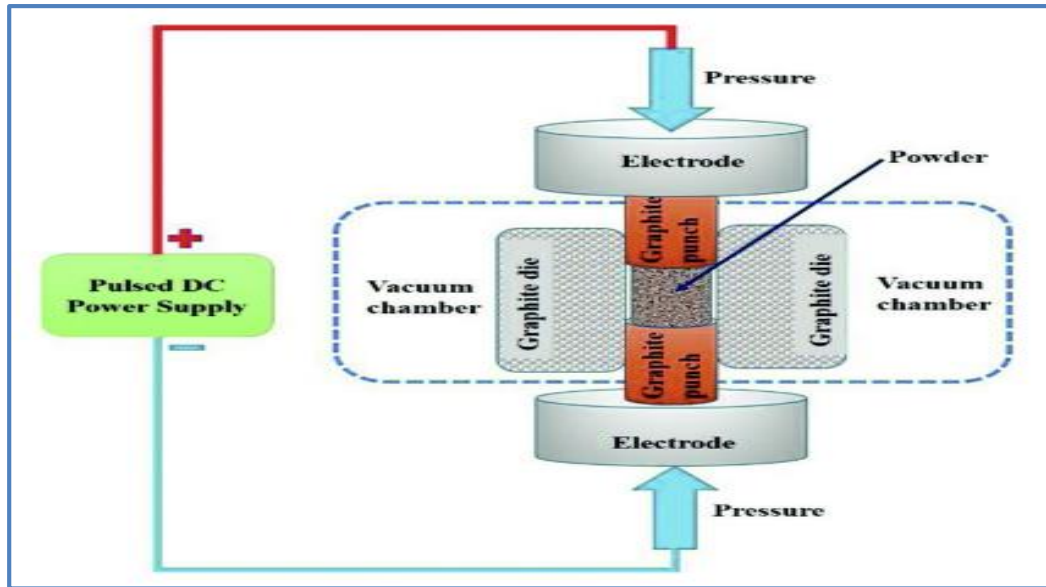 Pressure
Electrode
Powder
Graphite
punch
Graphite die
Graphite die
Vacuum
chamber
Vacuum
chamber
+
Pulsed DC
Power Supply
-
Graphite
punch
Electrode
Pressure